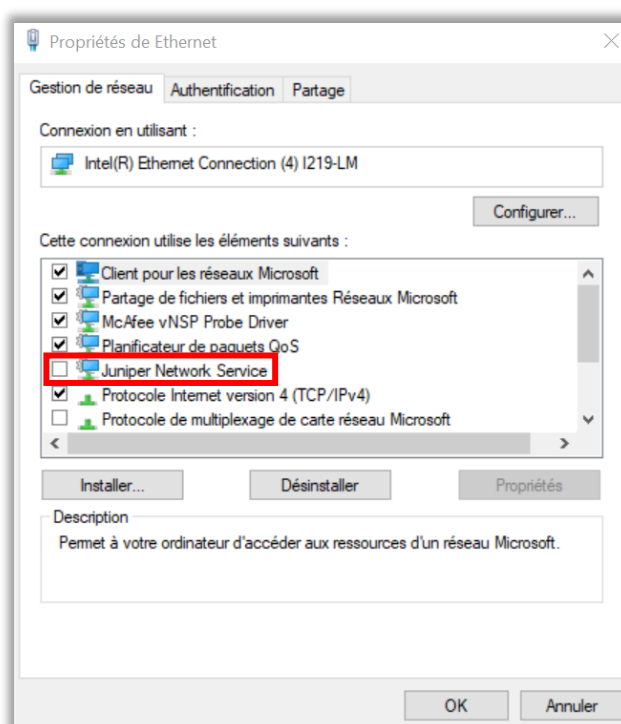 Propriétés de Ethernet
Gestion de réseau Authentification Partage
Connexion en utilisant :
Intel(R) Ethernet Connection (4) I219-LM
Configurer...
Cette connexion utilise les éléments suivants :
Client pour les réseaux Microsoft
Partage de fichiers et imprimantes Réseaux Microsoft
McAfee vNSP Probe Driver
Planificateur de paquets QoS
Juniper Network Service
Protocole Internet version 4 (TCP/IPv4)
Protocole de multiplexage de carte réseau Microsoft
Installer... Désinstaller Propriétés
Description
Permet à votre ordinateur d'accéder aux ressources d'un réseau Microsoft.
OK Annuler